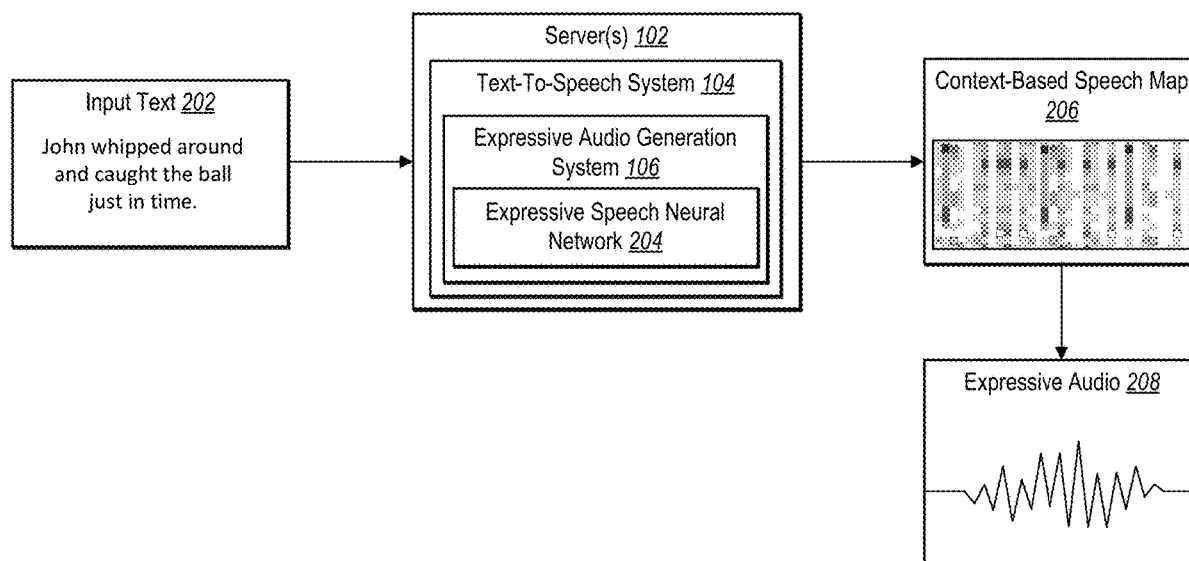 Input Text 202
John whipped around
and caught the ball
just in time.
Server(s) 102
Text-To-Speech System 104
Expressive Audio Generation
System 106
Expressive Speech Neural
Network 204
Context-Based Speech Map
206
Expressive Audio 208